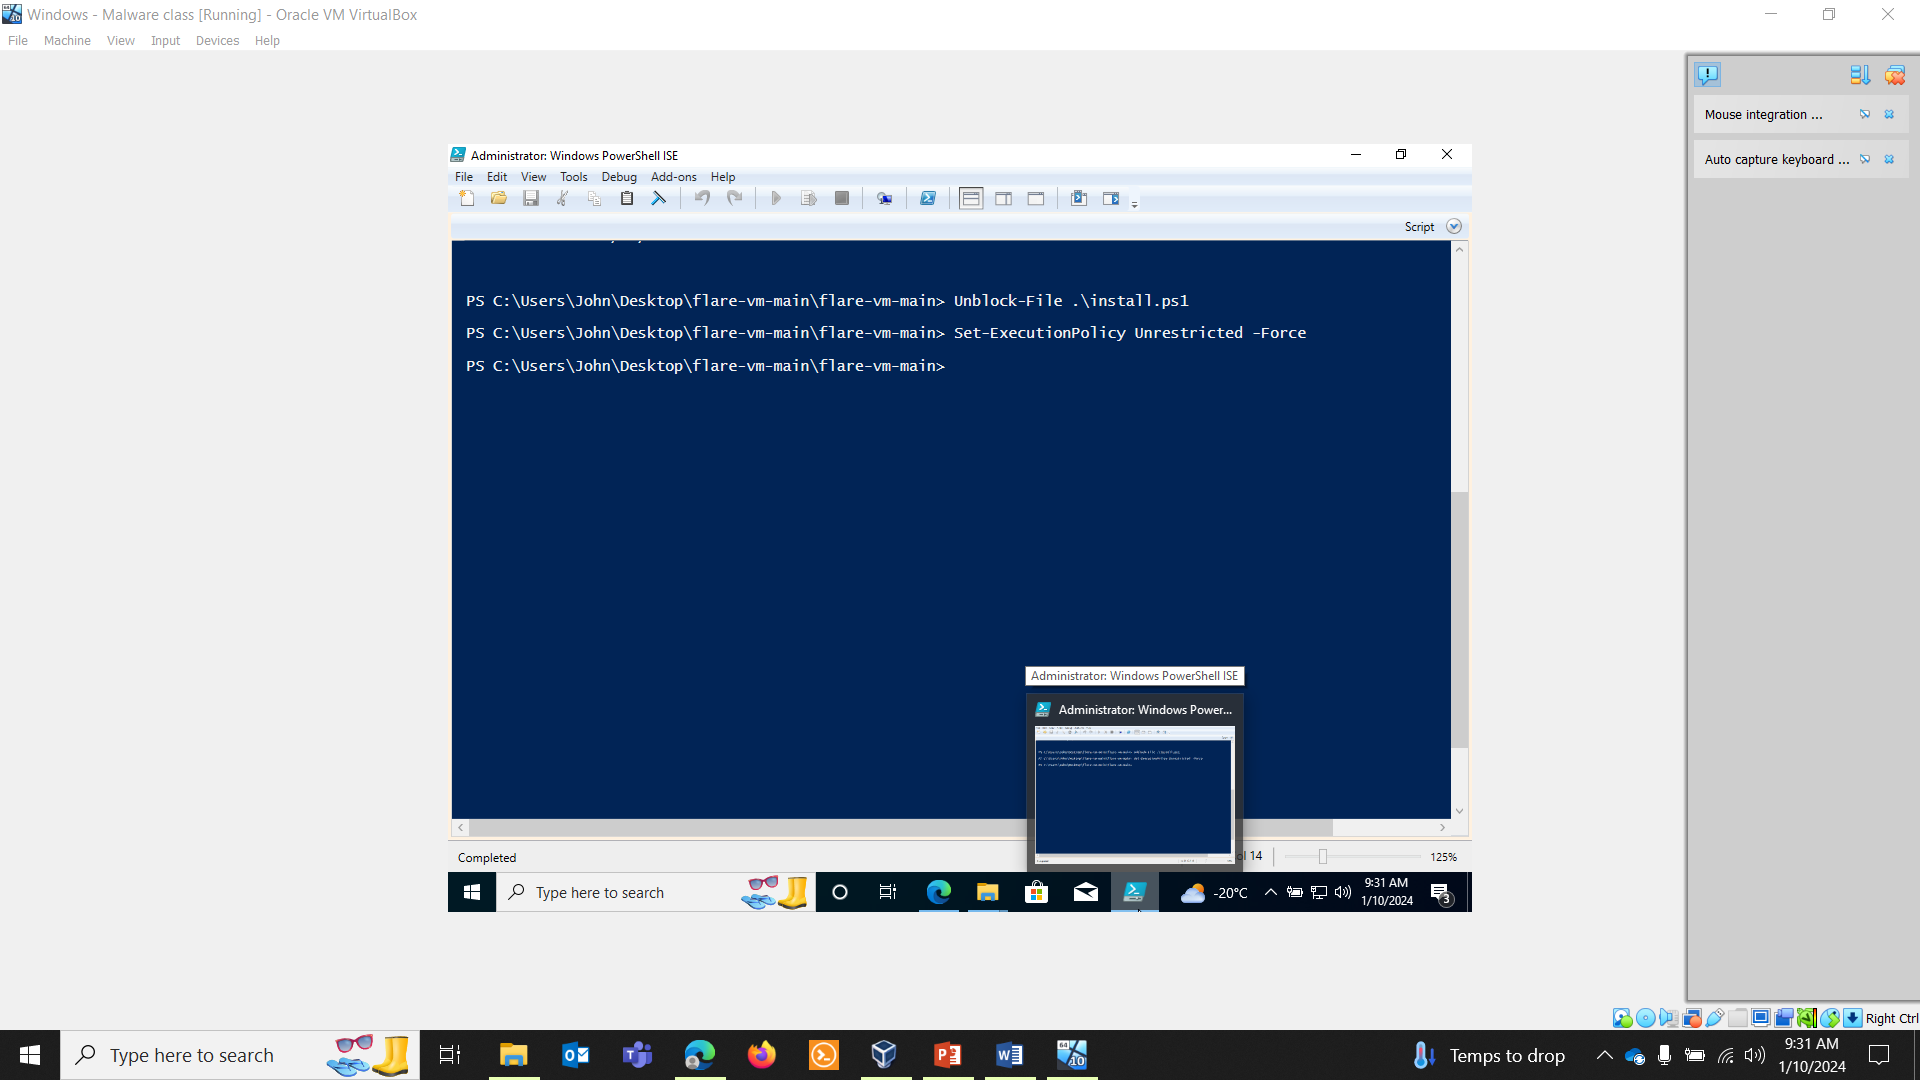 Windows - Malware class [Running] - Oracle VM VirtualBox
File Machine View Input Devices Help
Mouse integration ...
Auto capture keyboard ...
Administrator: Windows PowerShell ISE
File Edit View Tools Debug Add-ons Help
Script
PS C:\Users\John\Desktop\flare-vm-main\flare-vm-main> Unblock-File .\install.ps1
PS C:\Users\John\Desktop\flare-vm-main\flare-vm-main> Set-ExecutionPolicy Unrestricted -Force
PS C:\Users\John\Desktop\flare-vm-main\flare-vm-main>
Administrator: Windows PowerShell ISE
Administrator: Windows Power...
Completed
14
125%
Type here to search
-20°C
9:31 AM
1/10/2024
3
Right Ctrl
Type here to search
Temps to drop
9:31 AM
1/10/2024